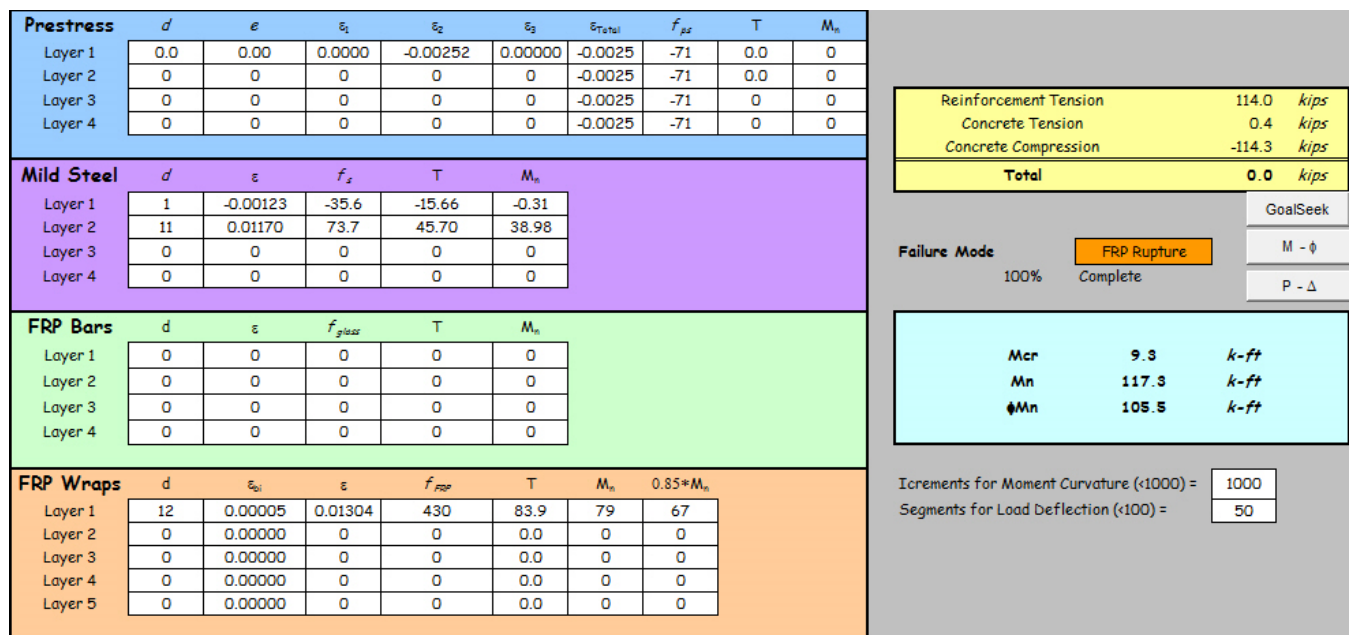 Prestress d e ε₁ ε₂ ε₃ ε_Total f_ps T Mₙ
Layer 1 0.0 0.00 0.0000 -0.00252 0.00000 -0.0025 -71 0.0 0
Layer 2 0 0 0 0 0 -0.0025 -71 0.0 0
Layer 3 0 0 0 0 0 -0.0025 -71 0 0
Layer 4 0 0 0 0 0 -0.0025 -71 0 0
Mild Steel d ε f_s T Mₙ
Layer 1 1 -0.00123 -35.6 -15.66 -0.31
Layer 2 11 0.01170 73.7 45.70 38.98
Layer 3 0 0 0 0 0
Layer 4 0 0 0 0 0
FRP Bars d ε f_glass T Mₙ
Layer 1 0 0 0 0 0
Layer 2 0 0 0 0 0
Layer 3 0 0 0 0 0
Layer 4 0 0 0 0 0
FRP Wraps d ε_bi ε f_FRP T Mₙ 0.85*Mₙ
Layer 1 12 0.00005 0.01304 430 83.9 79 67
Layer 2 0 0.00000 0 0 0.0 0 0
Layer 3 0 0.00000 0 0 0.0 0 0
Layer 4 0 0.00000 0 0 0.0 0 0
Layer 5 0 0.00000 0 0 0.0 0 0
Reinforcement Tension 114.0 kips
Concrete Tension 0.4 kips
Concrete Compression -114.3 kips
Total 0.0 kips
GoalSeek
Failure Mode FRP Rupture M - ϕ
100% Complete
P - Δ
Mcr 9.3 k-ft
Mn 117.3 k-ft
ϕMn 105.5 k-ft
Icrements for Moment Curvature (<1000) = 1000
Segments for Load Deflection (<100) = 50